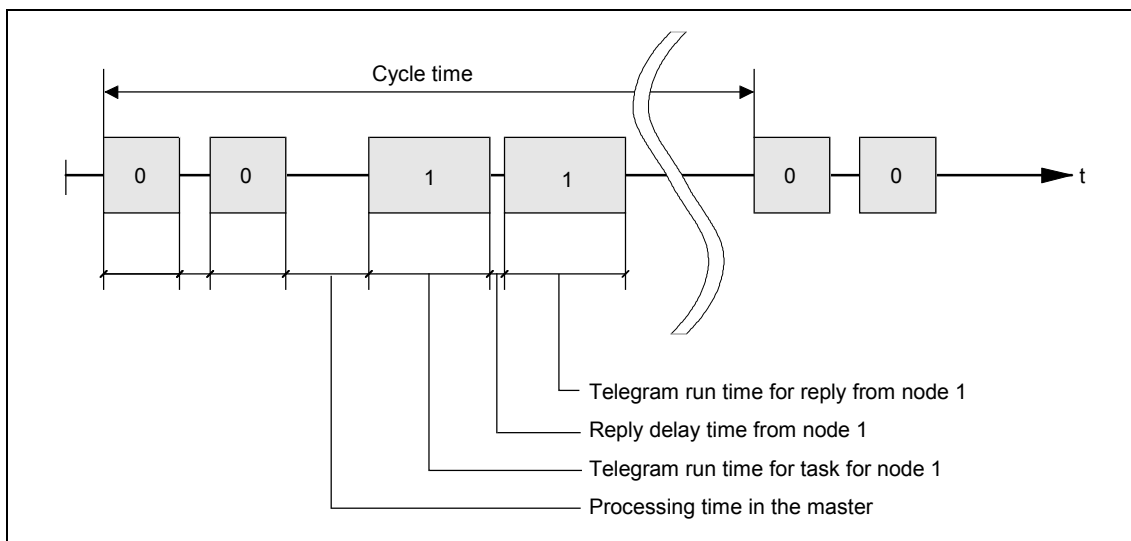 Cycle time
0 0 1 1 0 0 t
Telegram run time for reply from node 1
Reply delay time from node 1
Telegram run time for task for node 1
Processing time in the master